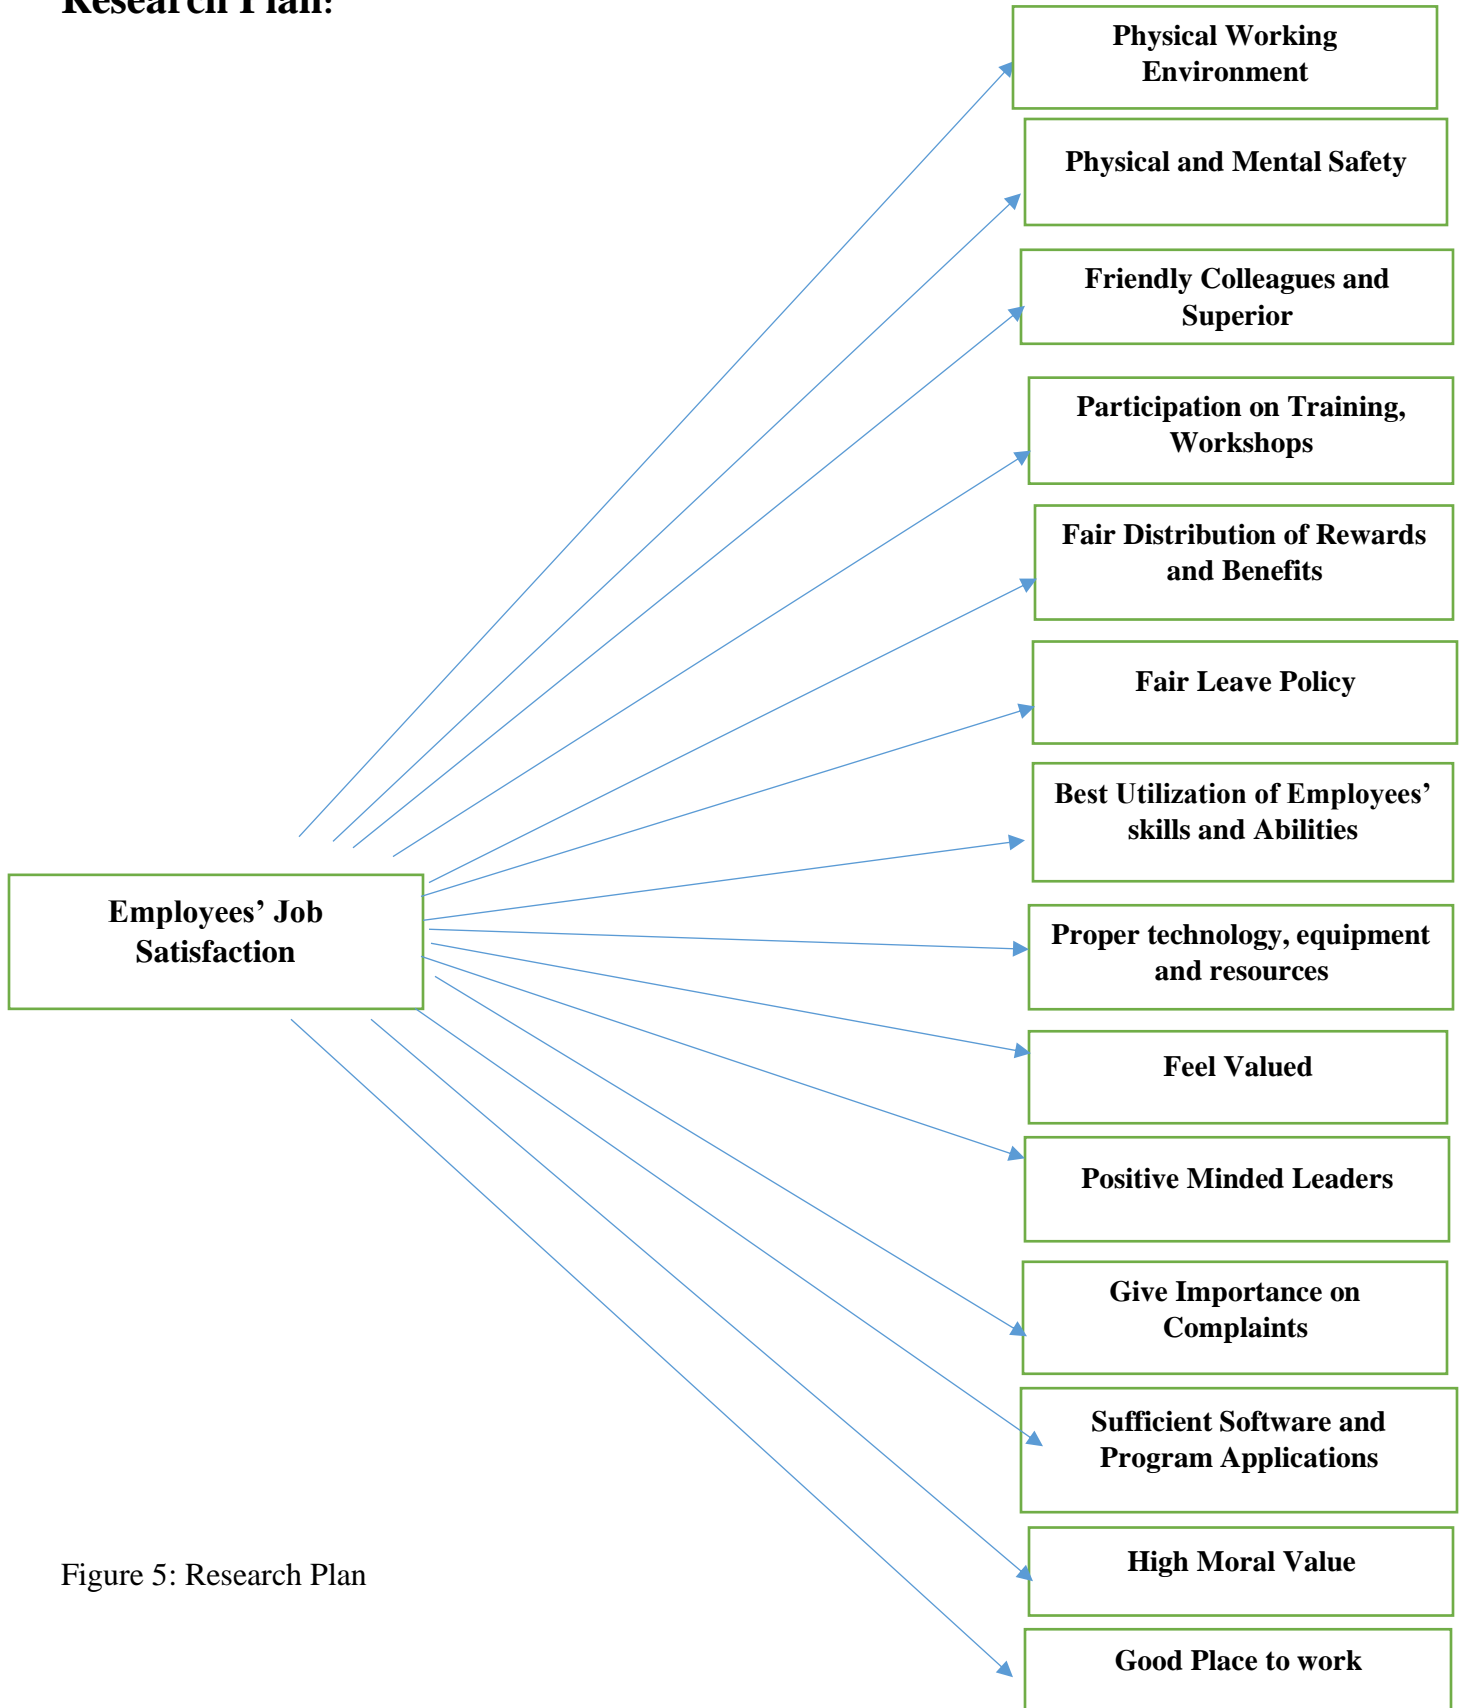 Research Plan:
Physical Working
Environment
Physical and Mental Safety
Friendly Colleagues and
Superior
Participation on Training,
Workshops
Fair Distribution of Rewards
and Benefits
Fair Leave Policy
Best Utilization of Employees’
skills and Abilities
Employees’ Job
Satisfaction
Proper technology, equipment
and resources
Feel Valued
Positive Minded Leaders
Give Importance on
Complaints
Sufficient Software and
Program Applications
High Moral Value
Figure 5: Research Plan
Good Place to work